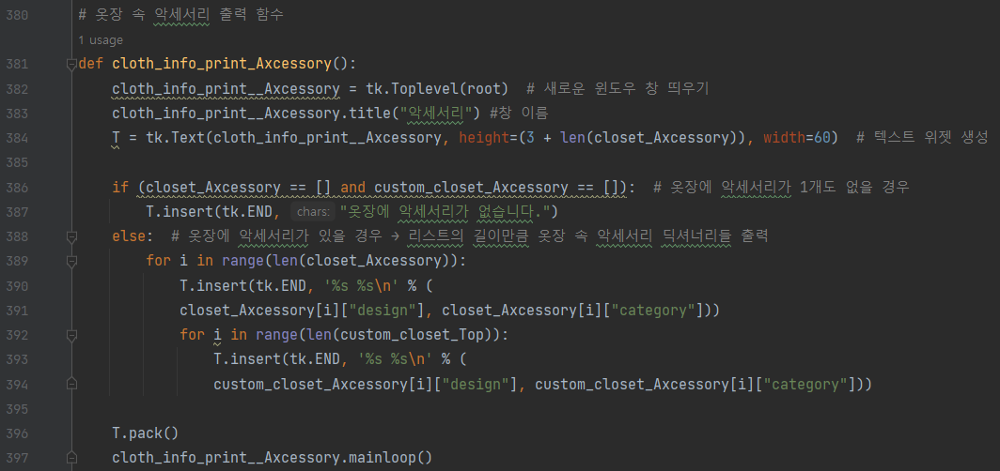 380 # 옷장 속 악세서리 출력 함수
1 usage
381 def cloth_info_print_Axcessory():
382 cloth_info_print__Axcessory = tk.Toplevel(root)  # 새로운 윈도우 창 띄우기
383 cloth_info_print__Axcessory.title("악세서리") #창 이름
384 T = tk.Text(cloth_info_print__Axcessory, height=(3 + len(closet_Axcessory)), width=60)  # 텍스트 위젯 생성
385
386 if (closet_Axcessory == [] and custom_closet_Axcessory == []):  # 옷장에 악세서리가 1개도 없을 경우
387 T.insert(tk.END, chars: "옷장에 악세서리가 없습니다.")
388 else:  # 옷장에 악세서리가 있을 경우 → 리스트의 길이만큼 옷장 속 악세서리 딕셔너리들 출력
389 for i in range(len(closet_Axcessory)):
390 T.insert(tk.END, '%s %s\n' % (
391 closet_Axcessory[i]["design"], closet_Axcessory[i]["category"]))
392 for i in range(len(custom_closet_Top)):
393 T.insert(tk.END, '%s %s\n' % (
394 custom_closet_Axcessory[i]["design"], custom_closet_Axcessory[i]["category"]))
395
396 T.pack()
397 cloth_info_print__Axcessory.mainloop()